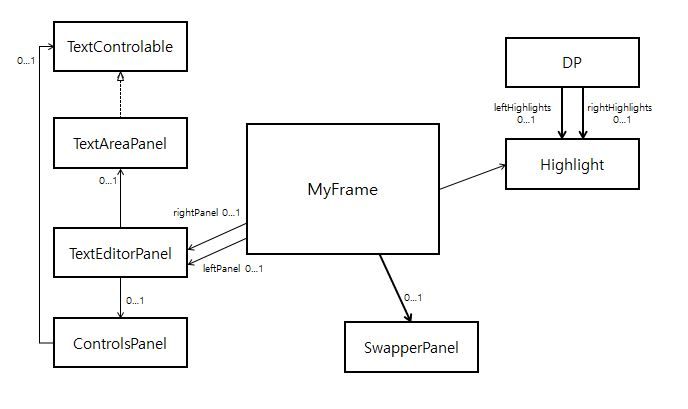 TextControlable
0...1
DP
leftHighlights
0...1
rightHighlights
0...1
TextAreaPanel
0...1
Highlight
MyFrame
rightPanel 0...1
TextEditorPanel
leftPanel 0...1
0...1
0...1
ControlsPanel
SwapperPanel